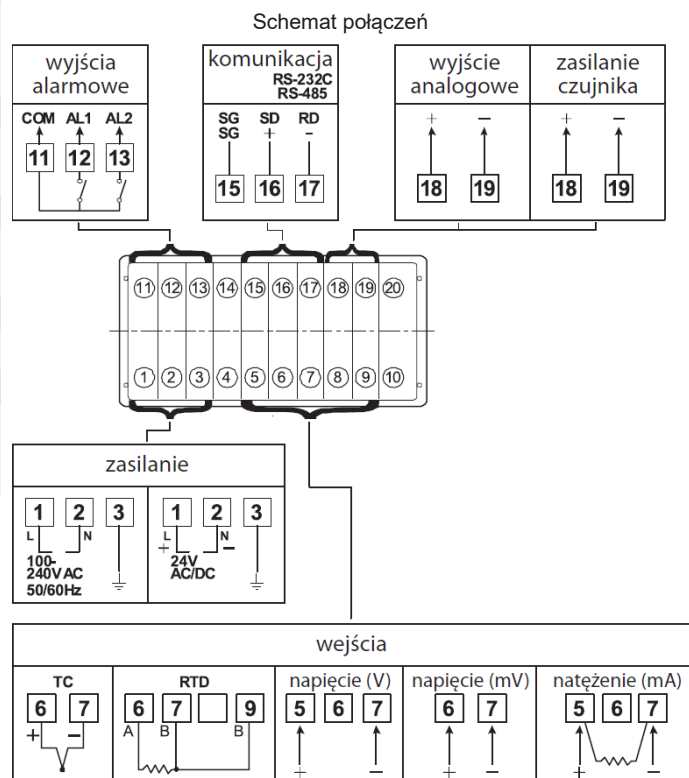 Schemat połączeń
wyjścia
alarmowe
COM AL1 AL2
11 12 13
komunikacja
RS-232C
RS-485
SG SD RD
SG + -
15 16 17
wyjście
analogowe
+ −
18 19
zasilanie
czujnika
+ −
18 19
11 12 13 14 15 16 17 18 19 20
1 2 3 4 5 6 7 8 9 10
zasilanie
1 2 3
L N
100-
240V AC
50/60Hz
1 2 3
L N
+ −
24V
AC/DC
wejścia
TC
6 7
+ −
RTD
6 7 9
A B B
napięcie (V)
5 6 7
+ −
napięcie (mV)
6 7
+ −
natężenie (mA)
5 6 7
+ −